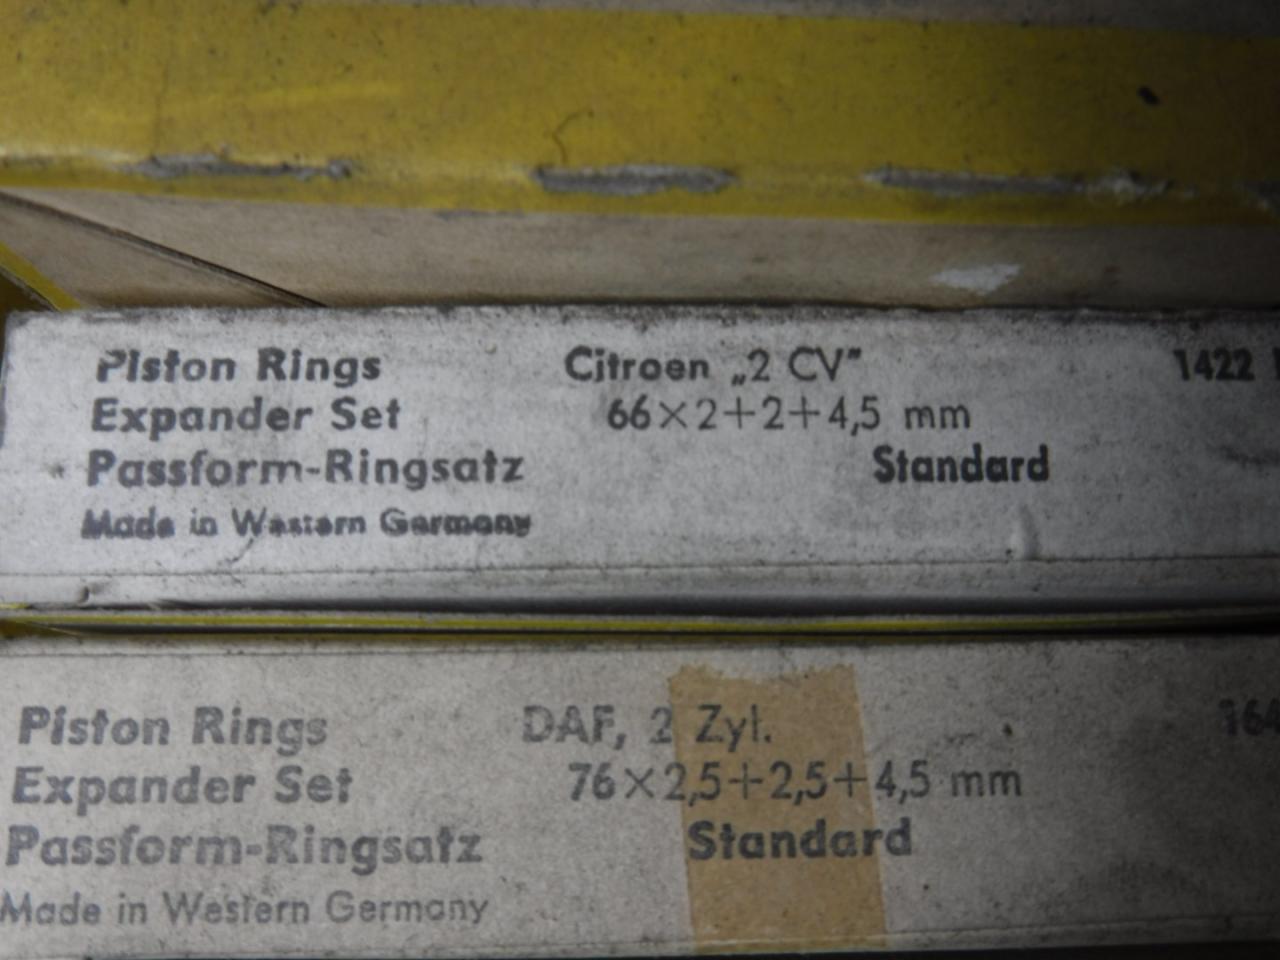 Piston Rings Citroen „2 CV" 1422
Expander Set 66×2+2+4,5 mm
Passform-Ringsatz Standard
Made in Western Germany
Piston Rings DAF, 2 Zyl.
Expander Set 76×2,5+2,5+4,5 mm
Passform-Ringsatz Standard
Made in Western Germany